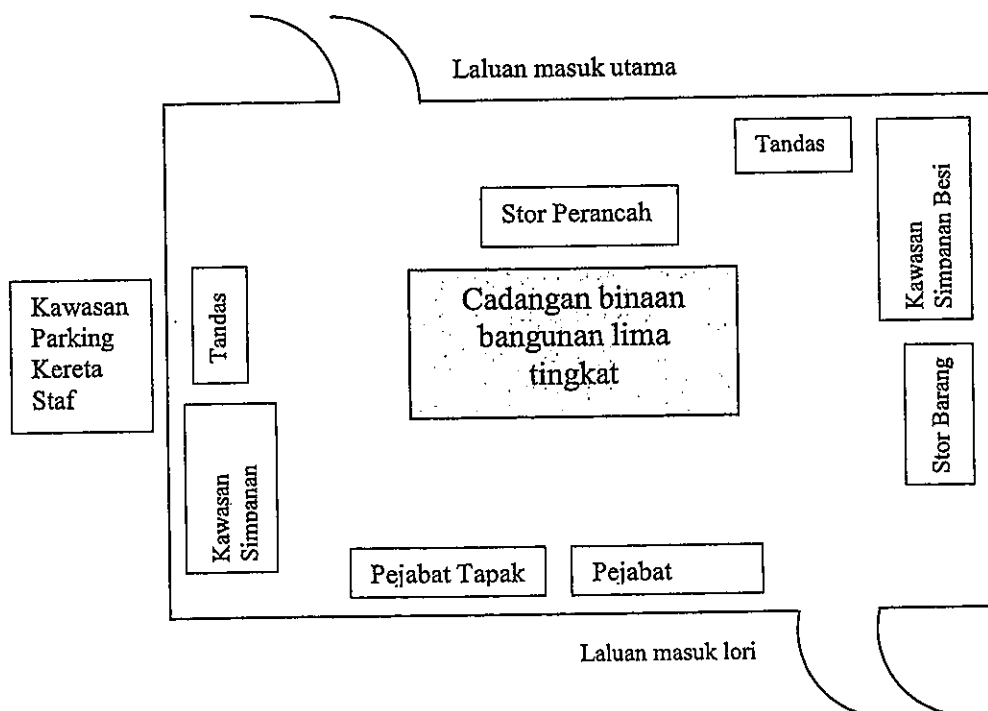 Laluan masuk utama
Tandas
Kawasan
Simpanan Besi
Stor Perancah
Kawasan
Parking
Kereta
Staf
Tandas
Cadangan binaan
bangunan lima
tingkat
Stor Barang
Kawasan
Simpanan
Pejabat Tapak
Pejabat
Laluan masuk lori